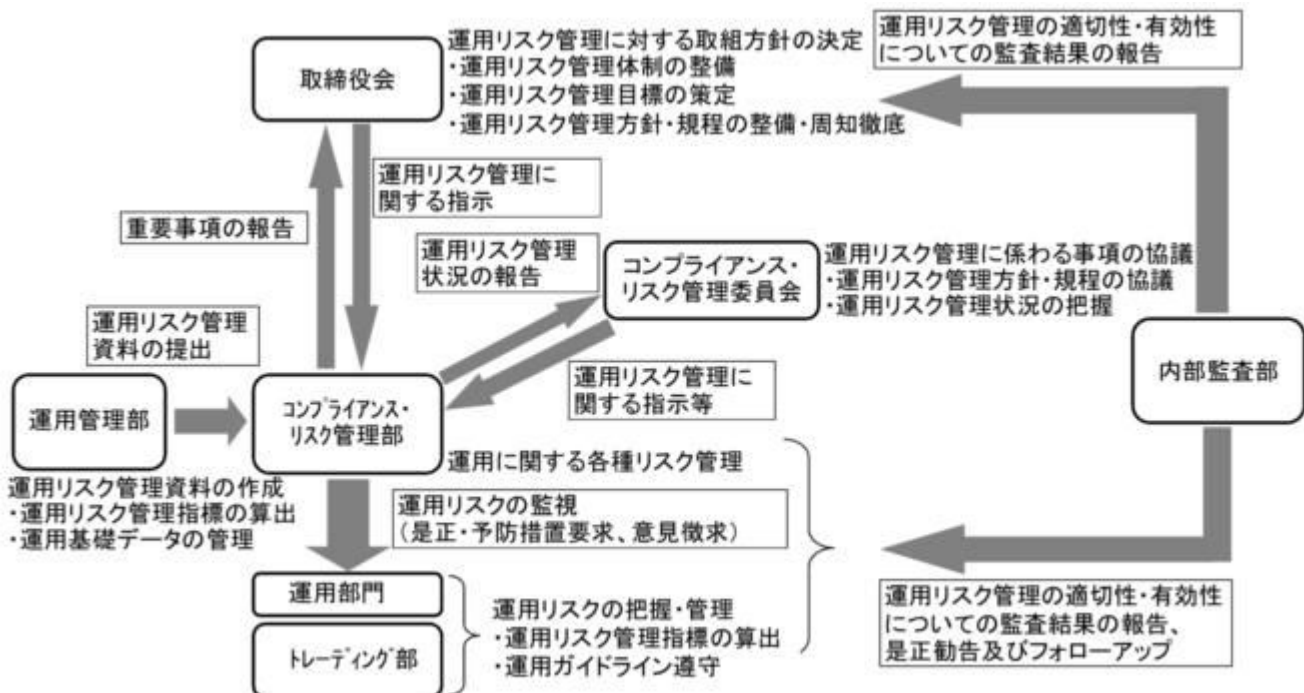 取締役会
運用リスク管理に対する取組方針の決定
・運用リスク管理体制の整備
・運用リスク管理目標の策定
・運用リスク管理方針・規程の整備・周知徹底
運用リスク管理の適切性・有効性
についての監査結果の報告
運用リスク管理に
関する指示
重要事項の報告
運用リスク管理
状況の報告
コンプライアンス・
リスク管理委員会
運用リスク管理に係わる事項の協議
・運用リスク管理方針・規程の協議
・運用リスク管理状況の把握
運用リスク管理
資料の提出
運用リスク管理に
関する指示等
内部監査部
運用管理部
コンプライアンス・
リスク管理部
運用に関する各種リスク管理
運用リスク管理資料の作成
・運用リスク管理指標の算出
・運用基礎データの管理
運用リスクの監視
(是正・予防措置要求、意見徴求)
運用部門
トレーディング部
運用リスクの把握・管理
・運用リスク管理指標の算出
・運用ガイドライン遵守
運用リスク管理の適切性・有効性
についての監査結果の報告、
是正勧告及びフォローアップ